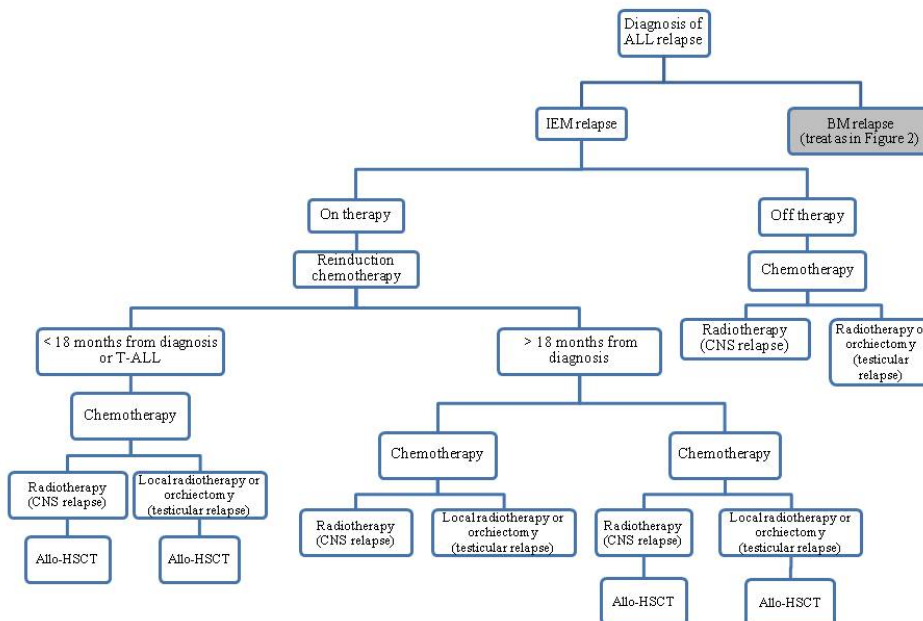 Diagnosis of
ALL relapse
IEM relapse
BM relapse
(treat as in Figure 2)
On therapy
Off therapy
Reinduction
chemotherapy
Chemotherapy
< 18 months from diagnosis
or T-ALL
> 18 months from
diagnosis
Radiotherapy
(CNS relapse)
Radiotherapy or
orchiectomy
(testicular
relapse)
Chemotherapy
Chemotherapy
Chemotherapy
Radiotherapy
(CNS relapse)
Local radiotherapy or
orchiectomy
(testicular relapse)
Radiotherapy
(CNS relapse)
Local radiotherapy or
orchiectomy
(testicular relapse)
Radiotherapy
(CNS relapse)
Local radiotherapy or
orchiectomy
(testicular relapse)
Allo-HSCT
Allo-HSCT
Allo-HSCT
Allo-HSCT